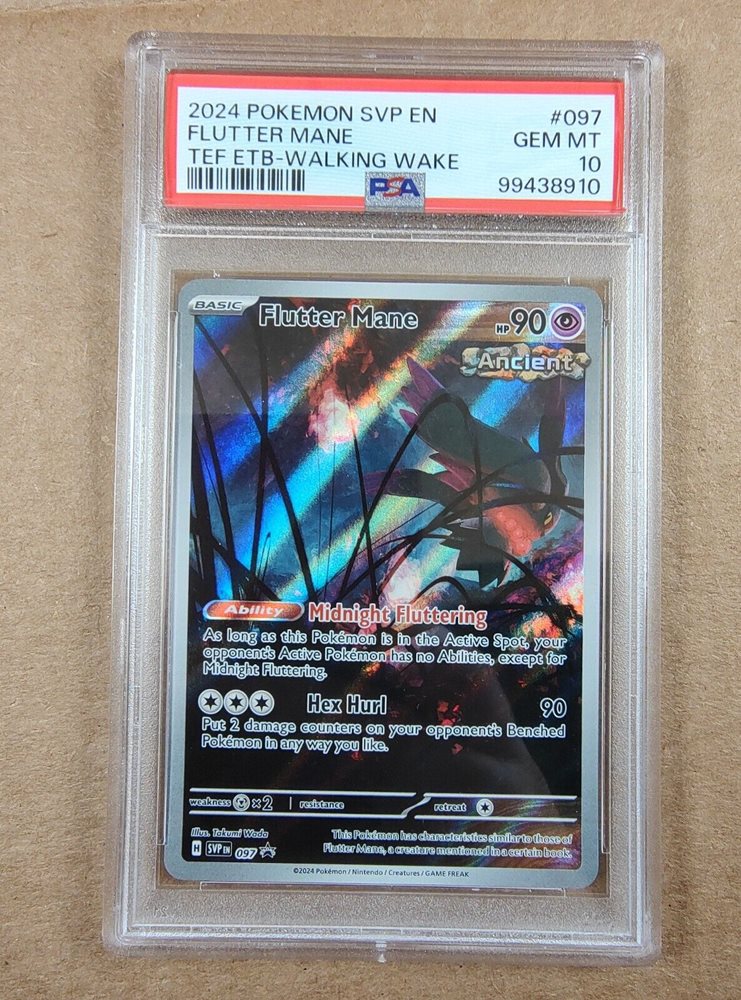 2024 POKEMON SVP EN #097
FLUTTER MANE GEM MT
TEF ETB-WALKING WAKE 10
PSA 99438910
BASIC Flutter Mane HP 90
Ancient
Ability Midnight Fluttering
As long as this Pokémon is in the Active Spot, your
opponent's Active Pokémon has no Abilities, except for
Midnight Fluttering.
Hex Hurl 90
Put 2 damage counters on your opponent's Benched
Pokémon in any way you like.
weakness ×2 resistance retreat
Illus. Takumi Wada
This Pokémon has characteristics similar to those of
Flutter Mane, a creature mentioned in a certain book.
H SVP EN 097
©2024 Pokémon / Nintendo / Creatures / GAME FREAK